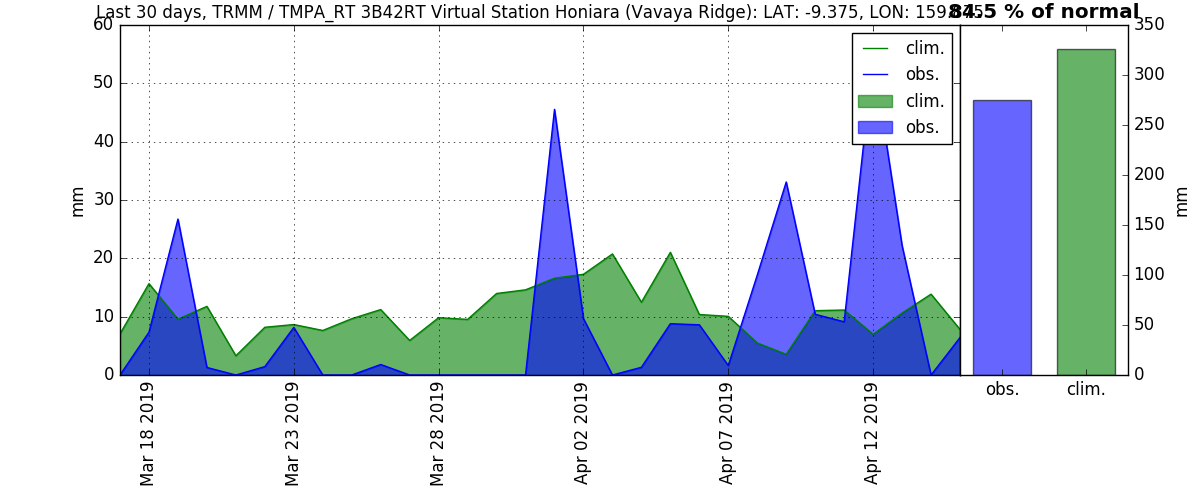 Last 30 days, TRMM / TMPA_RT 3B42RT Virtual Station Honiara (Vavaya Ridge): LAT: -9.375, LON:
84.5 % of normal
60
50
40
30
20
10
0
mm
clim.
obs.
clim.
obs.
350
300
250
200
150
100
50
0
mm
Mar 18 2019
Mar 23 2019
Mar 28 2019
Apr 02 2019
Apr 07 2019
Apr 12 2019
obs.
clim.